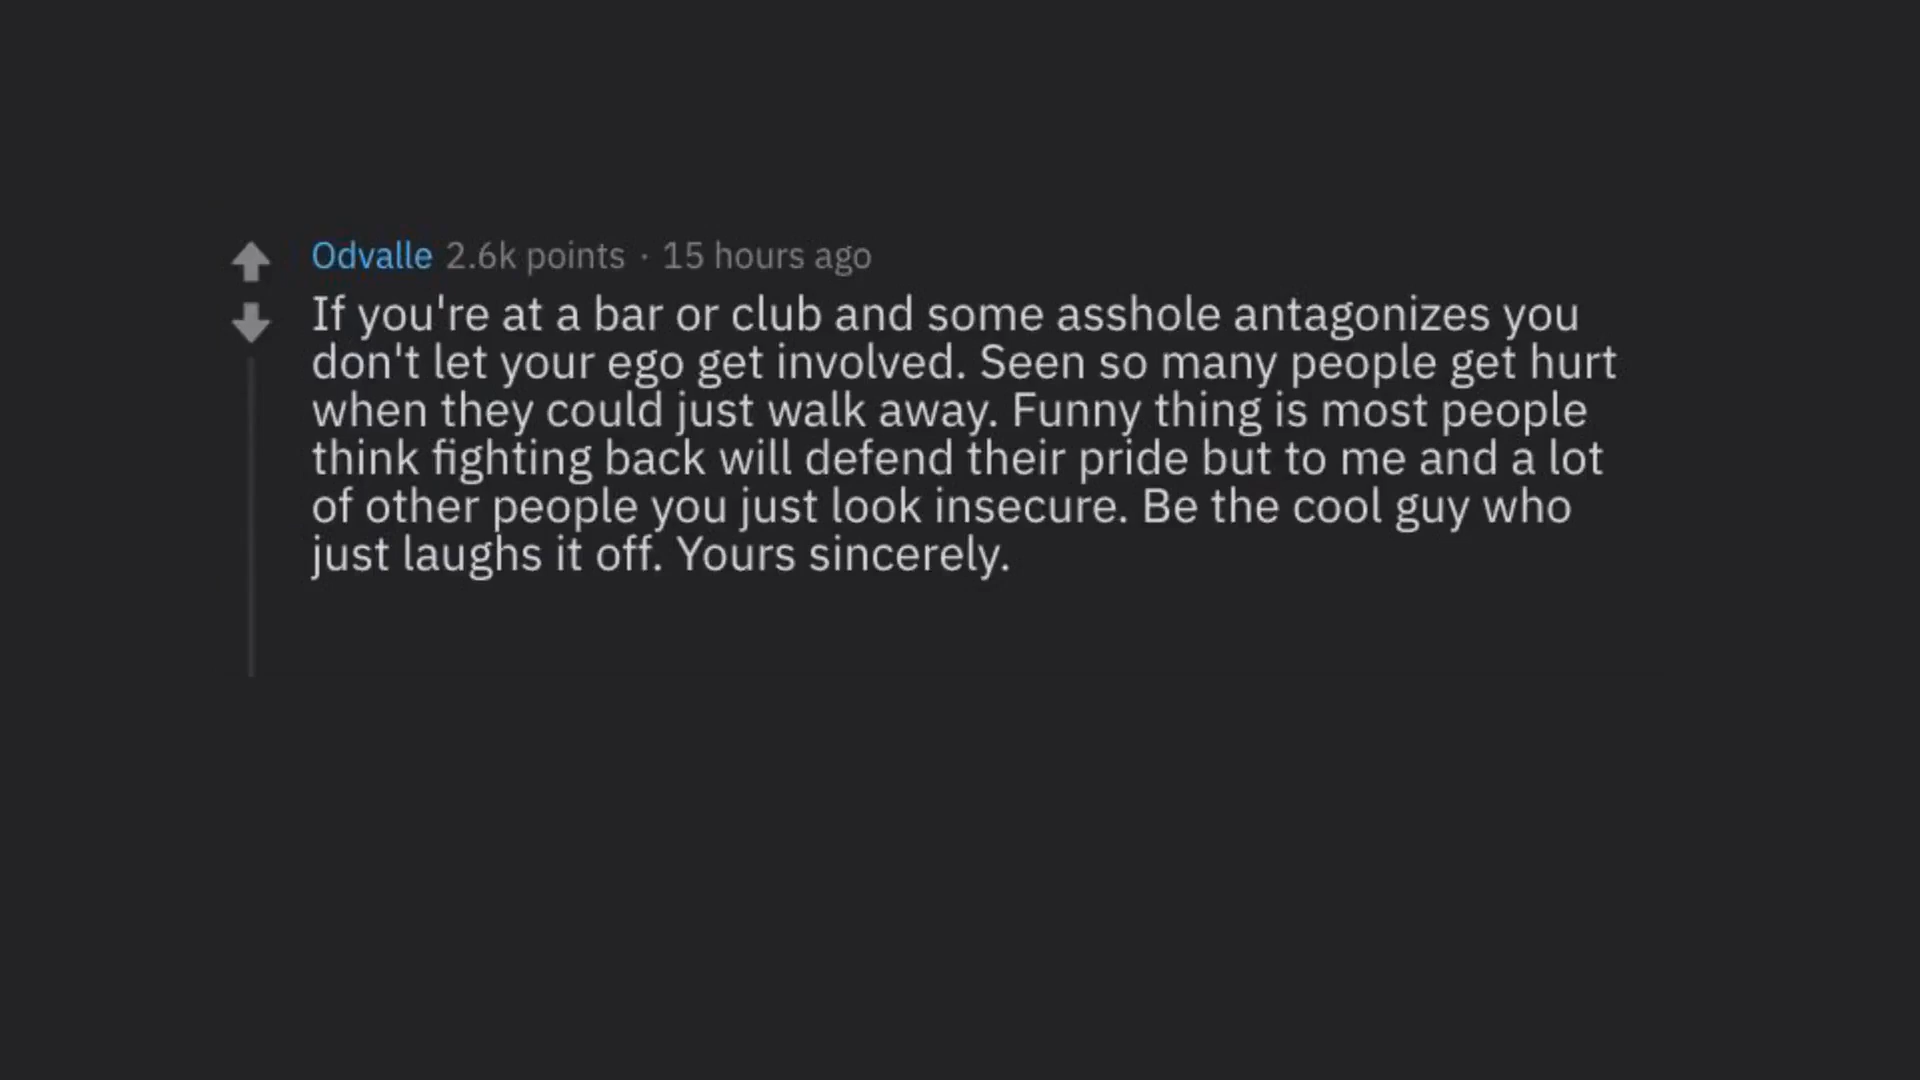 Odvalle 2.6k points · 15 hours ago
If you're at a bar or club and some asshole antagonizes you
don't let your ego get involved. Seen so many people get hurt
when they could just walk away. Funny thing is most people
think fighting back will defend their pride but to me and a lot
of other people you just look insecure. Be the cool guy who
just laughs it off. Yours sincerely.